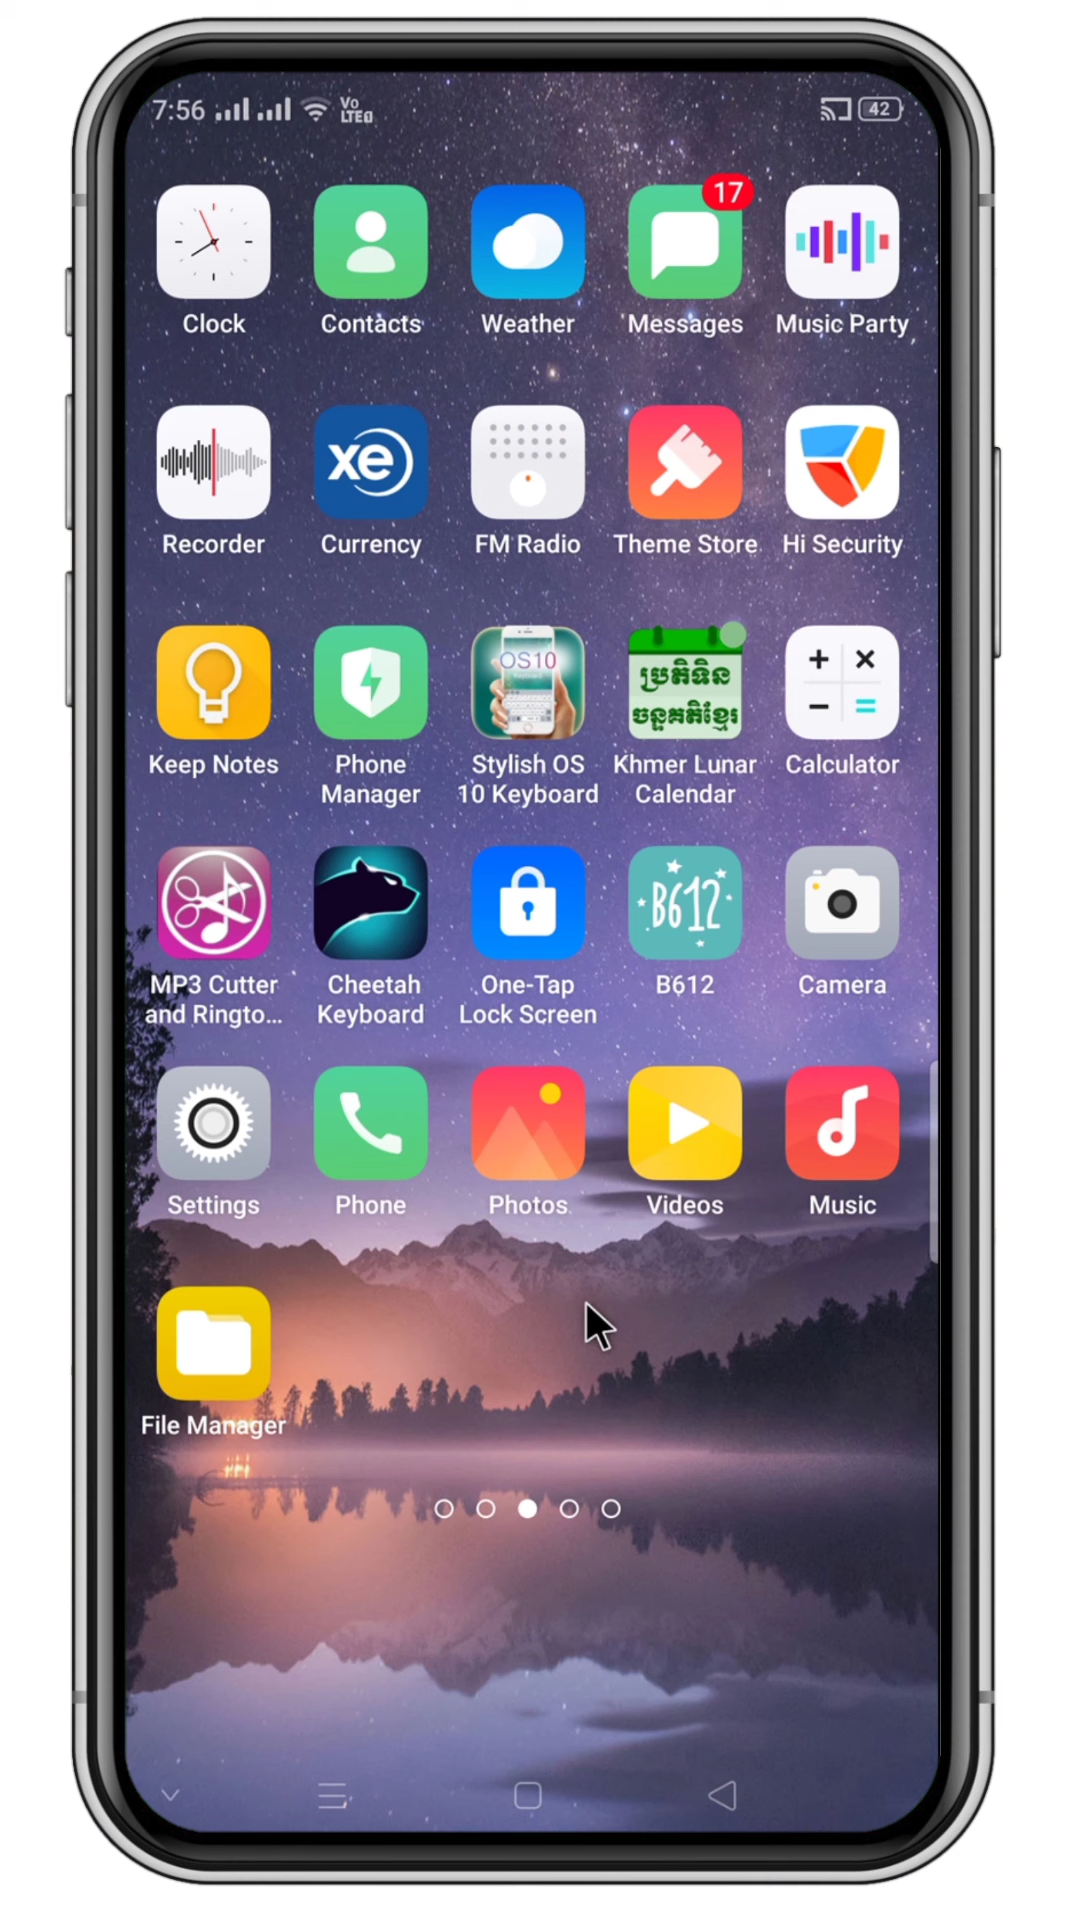 7:56 Vo LTE 42
17
Clock Contacts Weather Messages Music Party
xe
Recorder Currency FM Radio Theme Store Hi Security
OS10
ប្រតិទិន
ចន្ទគតិខ្មែរ
Keep Notes Phone Manager Stylish OS 10 Keyboard Khmer Lunar Calendar Calculator
B612
MP3 Cutter and Ringto... Cheetah Keyboard One-Tap Lock Screen B612 Camera
Settings Phone Photos Videos Music
File Manager